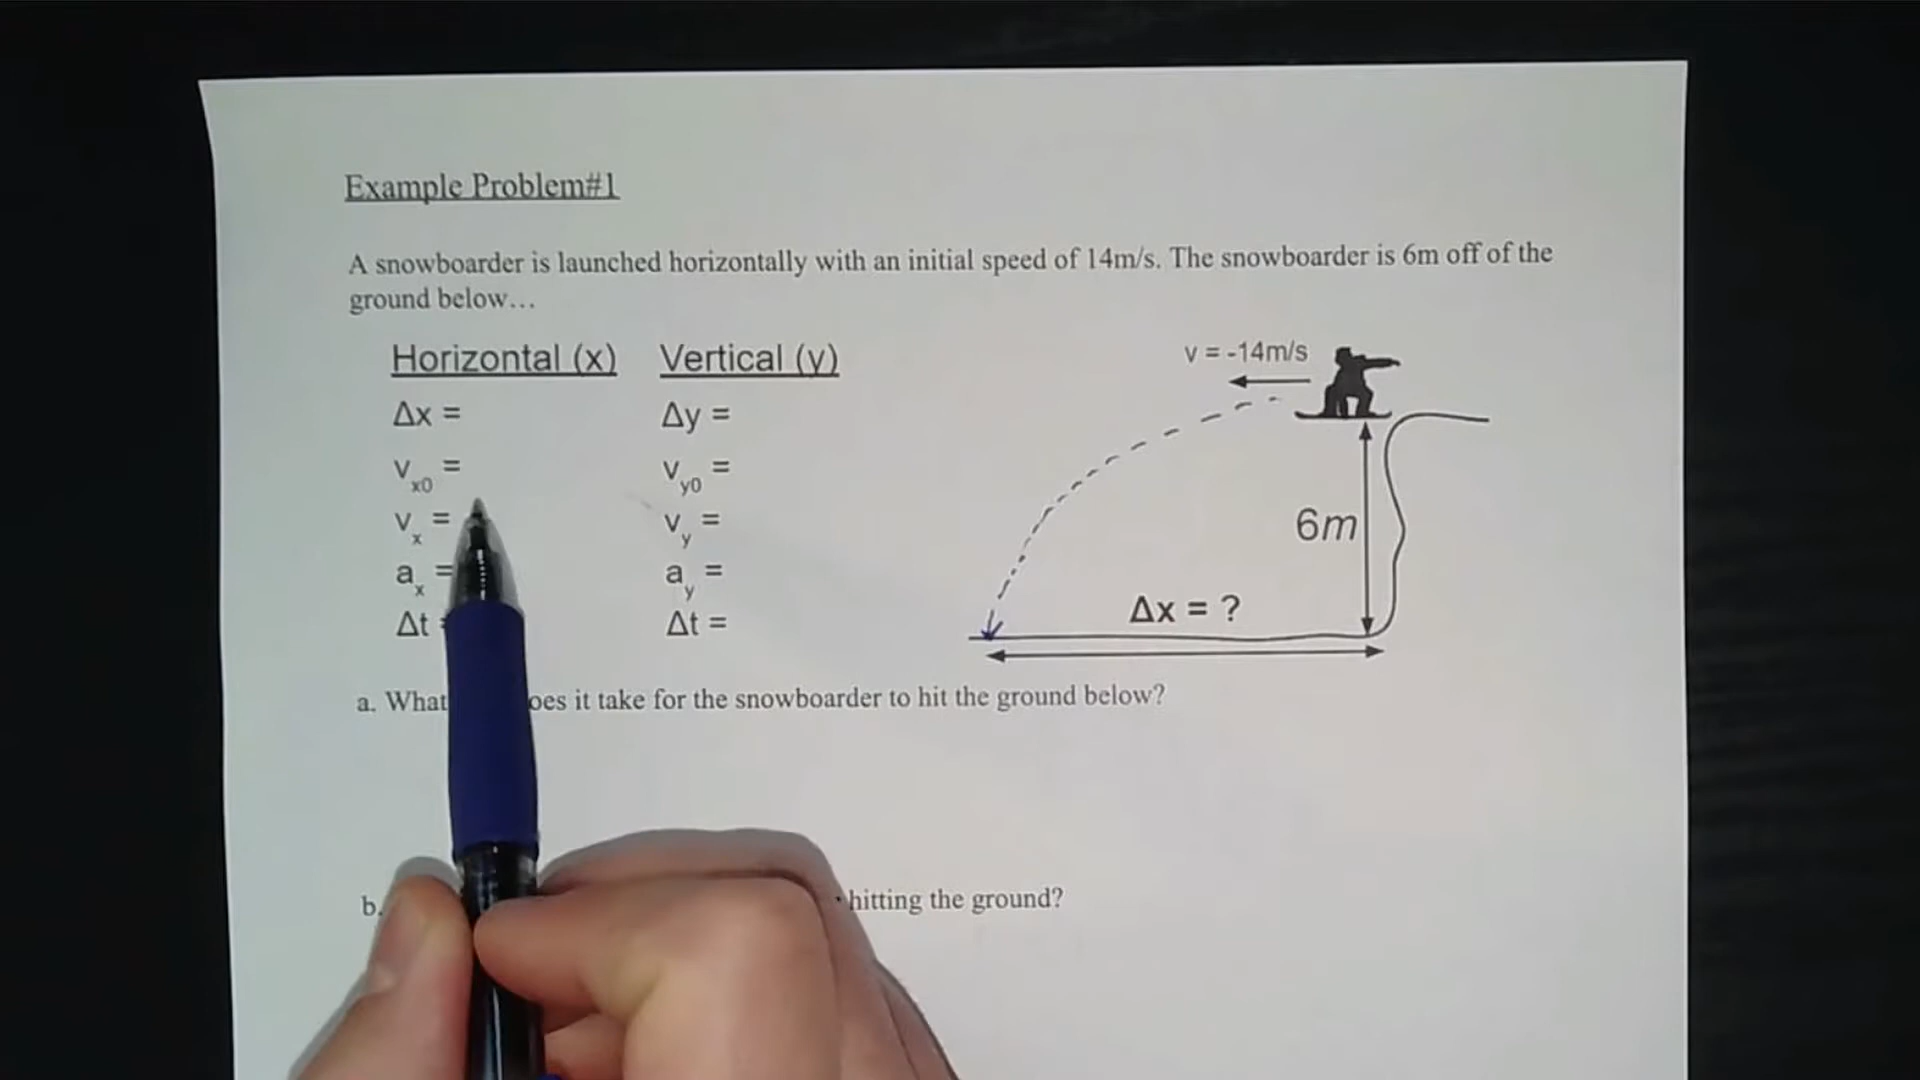 Example Problem#1
A snowboarder is launched horizontally with an initial speed of 14m/s. The snowboarder is 6m off of the
ground below…
Horizontal (x)
Δx =
vx0 =
vx =
ax =
Δt
Vertical (y)
Δy =
vy0 =
vy =
ay =
Δt =
v = -14m/s
6m
Δx = ?
a. What oes it take for the snowboarder to hit the ground below?
b. hitting the ground?